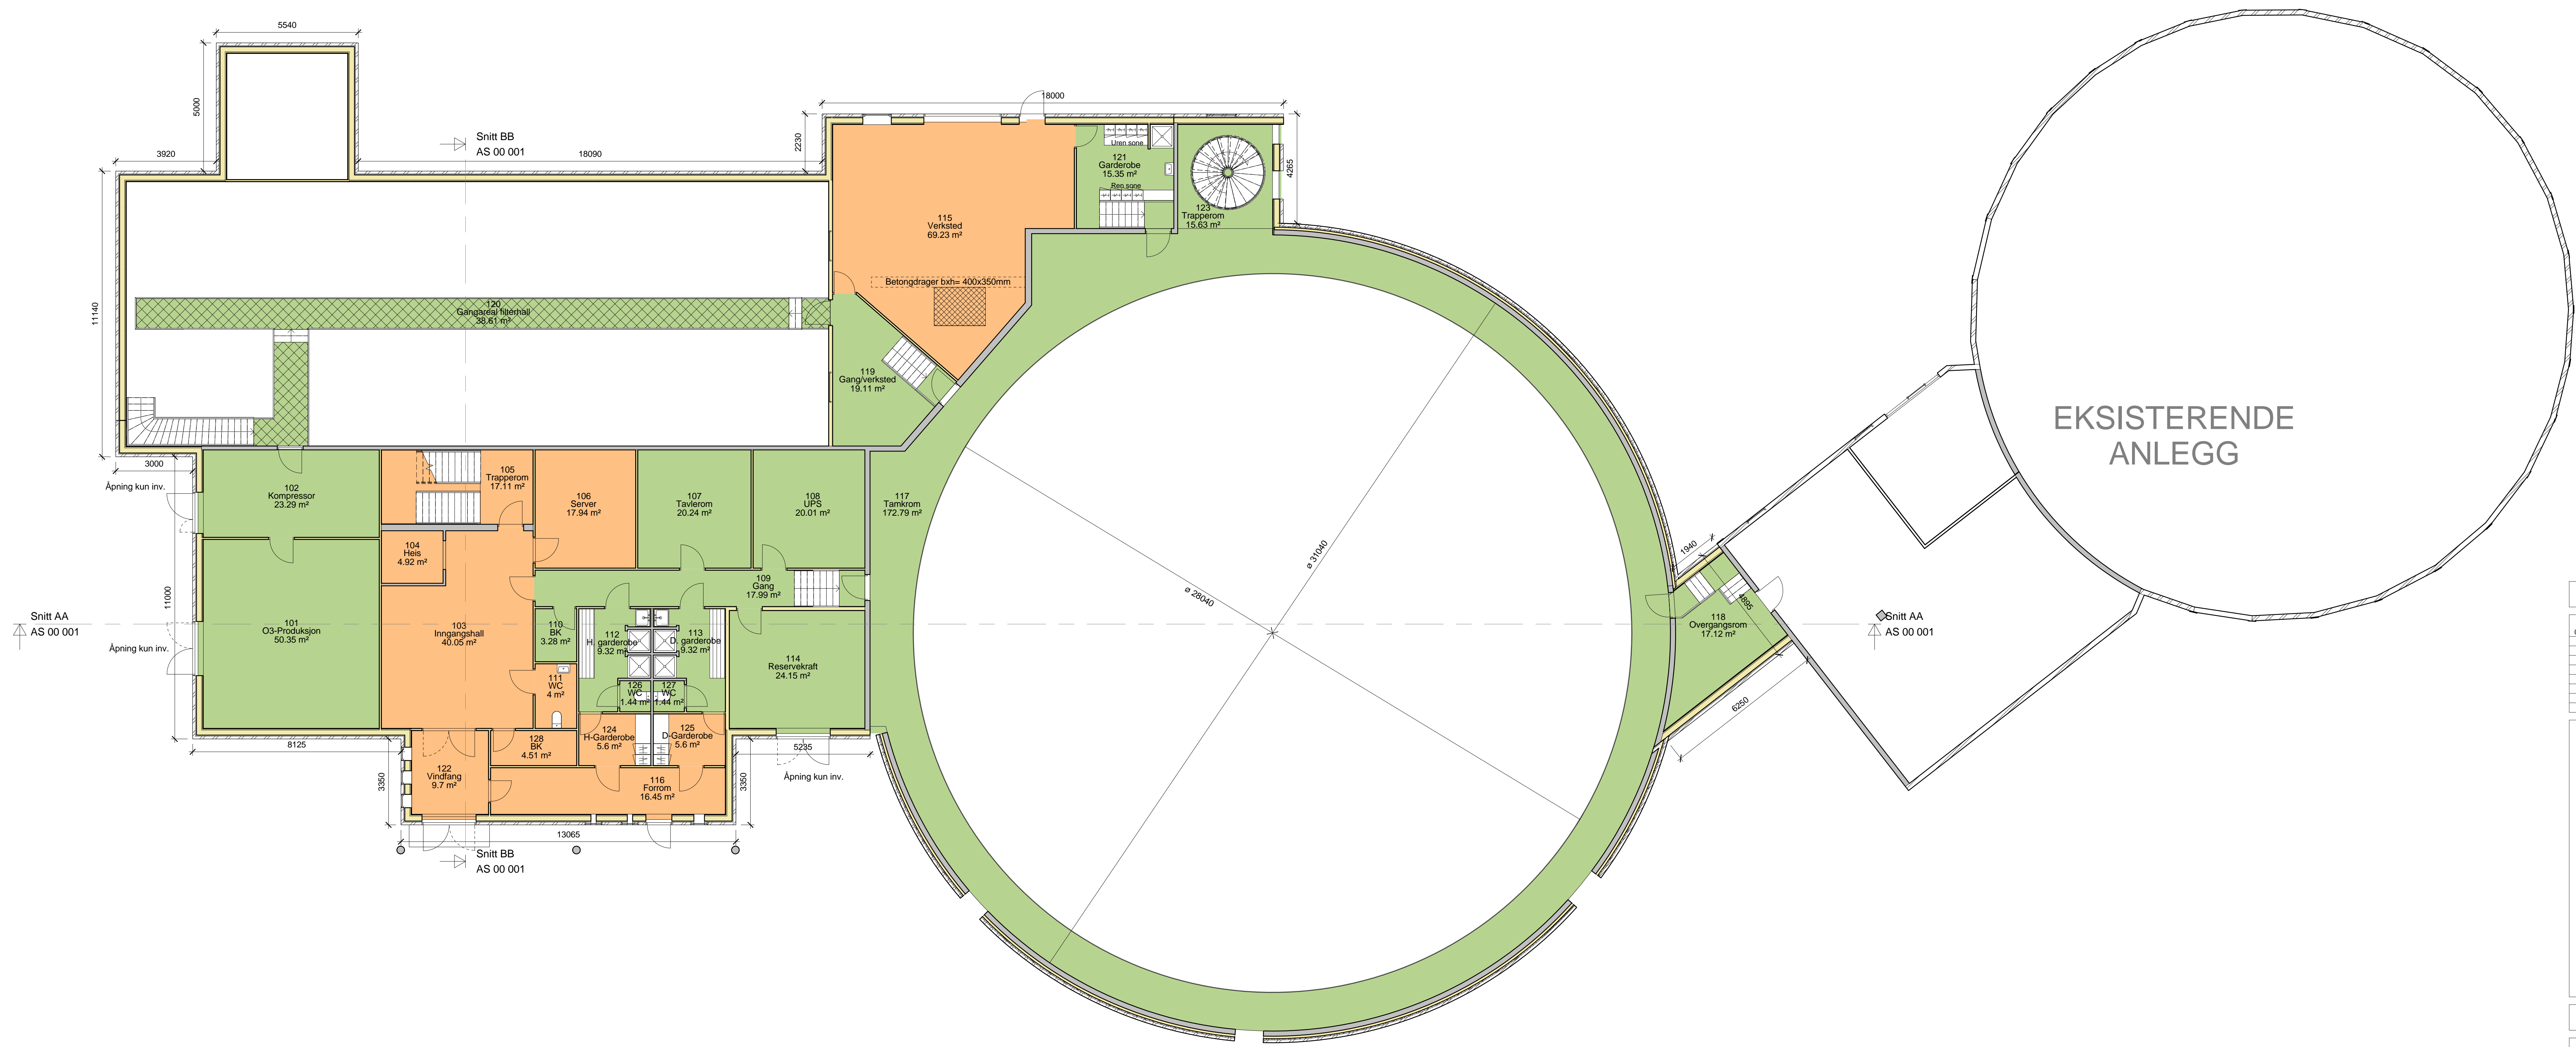 5540
5000
3920
Snitt BB
AS 00 001
18090
2230
18000
4265
Uren sone
121
Garderobe
15.35 m²
Ren sone
123
Trapperom
15.63 m²
115
Verksted
69.23 m²
Betongdrager bxh= 400x350mm
11140
120
Gangareal filterhall
38.61 m²
119
Gang/verksted
19.11 m²
EKSISTERENDE
ANLEGG
3000
Åpning kun inv.
102
Kompressor
23.29 m²
105
Trapperom
17.11 m²
106
Server
17.94 m²
107
Tavlerom
20.24 m²
108
UPS
20.01 m²
117
Tamkrom
172.79 m²
ø 31040
ø 28040
104
Heis
4.92 m²
109
Gang
17.99 m²
1940
4895
11000
Snitt AA
AS 00 001
101
O3-Produksjon
50.35 m²
103
Inngangshall
40.05 m²
110
BK
3.28 m²
112
H. garderobe
9.32 m²
113
D. garderobe
9.32 m²
114
Reservekraft
24.15 m²
118
Overgangsrom
17.12 m²
Snitt AA
AS 00 001
Åpning kun inv.
111
WC
4 m²
126
WC
1.44 m²
127
WC
1.44 m²
6250
8125
128
BK
4.51 m²
124
H-Garderobe
5.6 m²
125
D-Garderobe
5.6 m²
5235
Åpning kun inv.
3350
122
Vindfang
9.7 m²
116
Forrom
16.45 m²
3350
13065
Snitt BB
AS 00 001